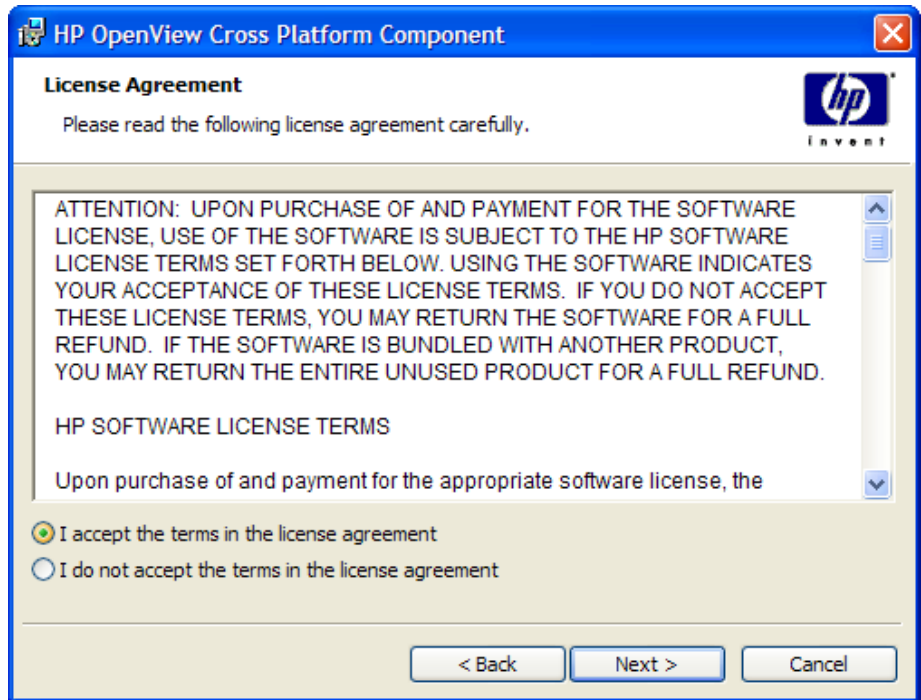 HP OpenView Cross Platform Component
License Agreement
Please read the following license agreement carefully.
hp
invent
ATTENTION:  UPON PURCHASE OF AND PAYMENT FOR THE SOFTWARE
LICENSE, USE OF THE SOFTWARE IS SUBJECT TO THE HP SOFTWARE
LICENSE TERMS SET FORTH BELOW. USING THE SOFTWARE INDICATES
YOUR ACCEPTANCE OF THESE LICENSE TERMS.  IF YOU DO NOT ACCEPT
THESE LICENSE TERMS, YOU MAY RETURN THE SOFTWARE FOR A FULL
REFUND.  IF THE SOFTWARE IS BUNDLED WITH ANOTHER PRODUCT,
YOU MAY RETURN THE ENTIRE UNUSED PRODUCT FOR A FULL REFUND.
HP SOFTWARE LICENSE TERMS
Upon purchase of and payment for the appropriate software license, the
I accept the terms in the license agreement
I do not accept the terms in the license agreement
< Back Next > Cancel